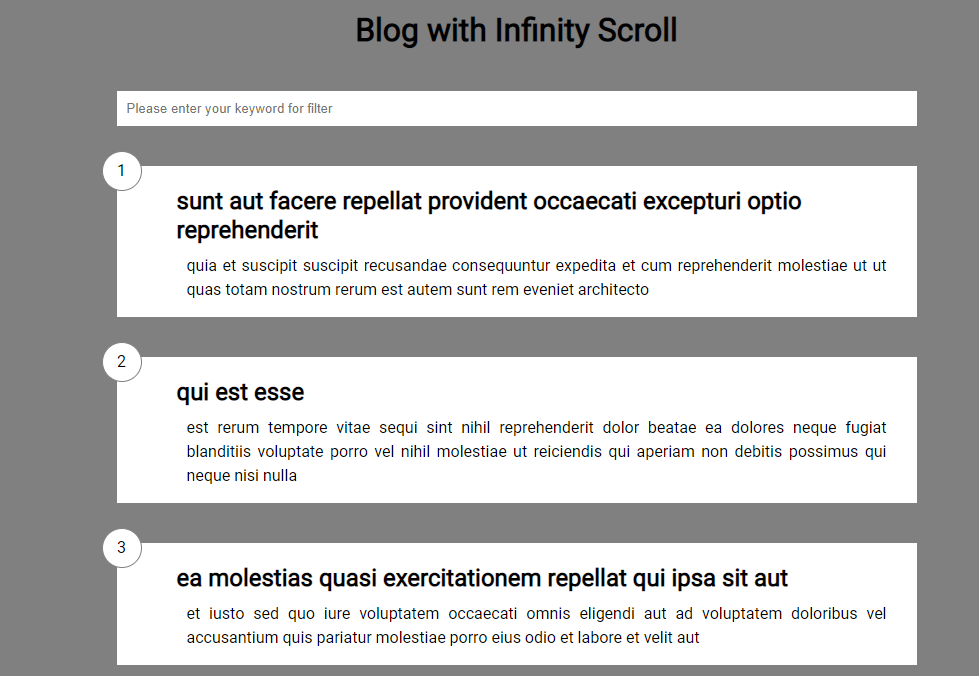 Blog with Infinity Scroll
Please enter your keyword for filter
1
sunt aut facere repellat provident occaecati excepturi optio
reprehenderit
quia et suscipit suscipit recusandae consequuntur expedita et cum reprehenderit molestiae ut ut
quas totam nostrum rerum est autem sunt rem eveniet architecto
2
qui est esse
est rerum tempore vitae sequi sint nihil reprehenderit dolor beatae ea dolores neque fugiat
blanditiis voluptate porro vel nihil molestiae ut reiciendis qui aperiam non debitis possimus qui
neque nisi nulla
3
ea molestias quasi exercitationem repellat qui ipsa sit aut
et iusto sed quo iure voluptatem occaecati omnis eligendi aut ad voluptatem doloribus vel
accusantium quis pariatur molestiae porro eius odio et labore et velit aut